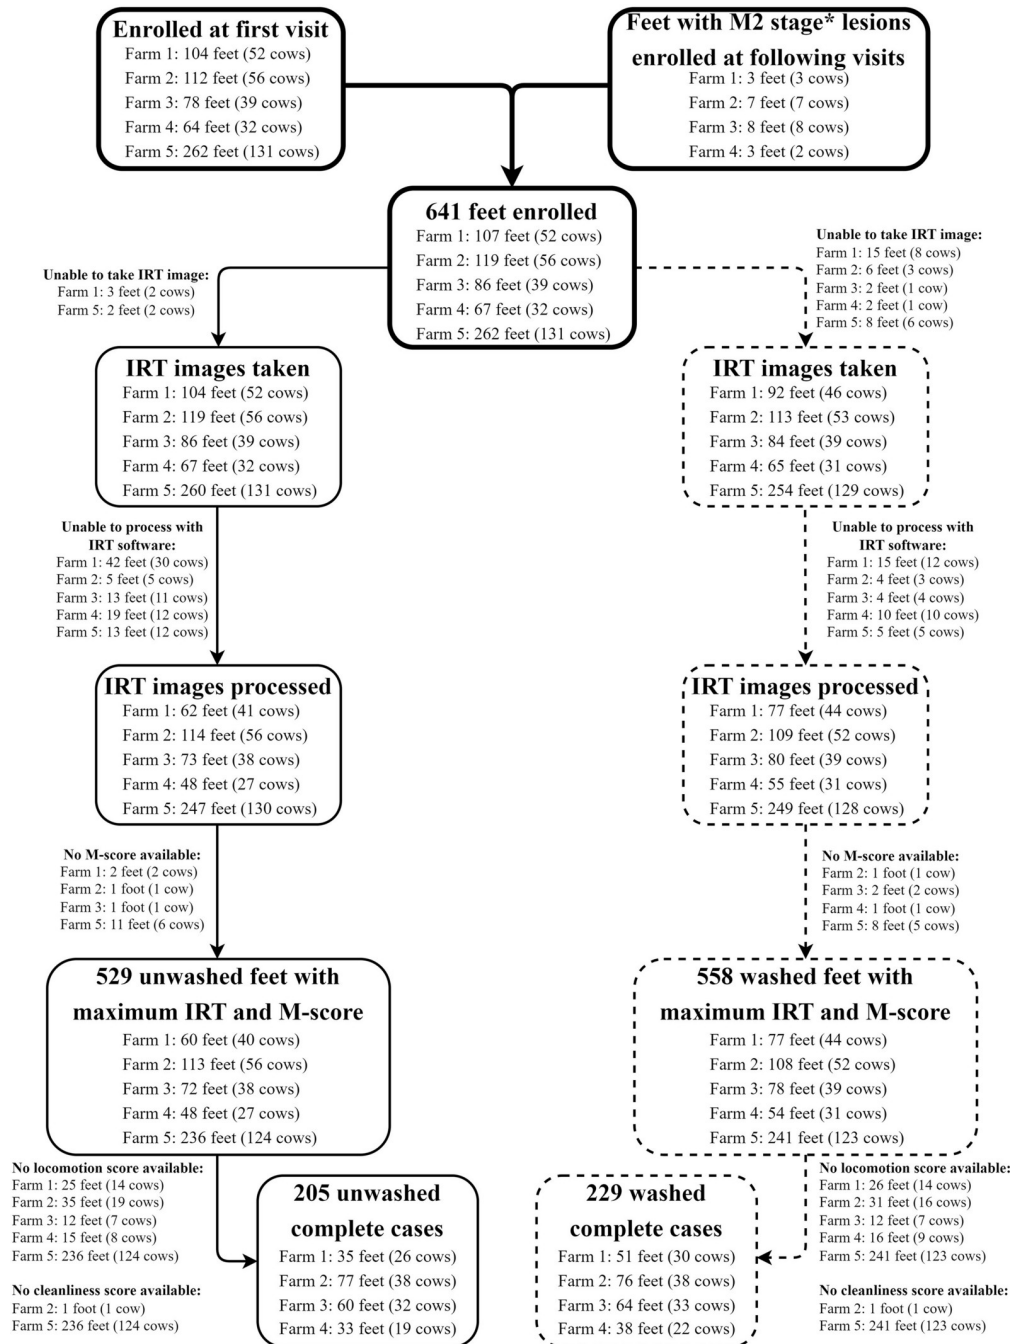 Enrolled at first visit
Farm 1: 104 feet (52 cows)
Farm 2: 112 feet (56 cows)
Farm 3: 78 feet (39 cows)
Farm 4: 64 feet (32 cows)
Farm 5: 262 feet (131 cows)
Feet with M2 stage* lesions
enrolled at following visits
Farm 1: 3 feet (3 cows)
Farm 2: 7 feet (7 cows)
Farm 3: 8 feet (8 cows)
Farm 4: 3 feet (2 cows)
641 feet enrolled
Farm 1: 107 feet (52 cows)
Farm 2: 119 feet (56 cows)
Farm 3: 86 feet (39 cows)
Farm 4: 67 feet (32 cows)
Farm 5: 262 feet (131 cows)
Unable to take IRT image:
Farm 1: 3 feet (2 cows)
Farm 5: 2 feet (2 cows)
Unable to take IRT image:
Farm 1: 15 feet (8 cows)
Farm 2: 6 feet (3 cows)
Farm 3: 2 feet (1 cow)
Farm 4: 2 feet (1 cow)
Farm 5: 8 feet (6 cows)
IRT images taken
Farm 1: 104 feet (52 cows)
Farm 2: 119 feet (56 cows)
Farm 3: 86 feet (39 cows)
Farm 4: 67 feet (32 cows)
Farm 5: 260 feet (131 cows)
IRT images taken
Farm 1: 92 feet (46 cows)
Farm 2: 113 feet (53 cows)
Farm 3: 84 feet (39 cows)
Farm 4: 65 feet (31 cows)
Farm 5: 254 feet (129 cows)
Unable to process with
IRT software:
Farm 1: 42 feet (30 cows)
Farm 2: 5 feet (5 cows)
Farm 3: 13 feet (11 cows)
Farm 4: 19 feet (12 cows)
Farm 5: 13 feet (12 cows)
Unable to process with
IRT software:
Farm 1: 15 feet (12 cows)
Farm 2: 4 feet (3 cows)
Farm 3: 4 feet (4 cows)
Farm 4: 10 feet (10 cows)
Farm 5: 5 feet (5 cows)
IRT images processed
Farm 1: 62 feet (41 cows)
Farm 2: 114 feet (56 cows)
Farm 3: 73 feet (38 cows)
Farm 4: 48 feet (27 cows)
Farm 5: 247 feet (130 cows)
IRT images processed
Farm 1: 77 feet (44 cows)
Farm 2: 109 feet (52 cows)
Farm 3: 80 feet (39 cows)
Farm 4: 55 feet (31 cows)
Farm 5: 249 feet (128 cows)
No M-score available:
Farm 1: 2 feet (2 cows)
Farm 2: 1 foot (1 cow)
Farm 3: 1 foot (1 cow)
Farm 5: 11 feet (6 cows)
No M-score available:
Farm 2: 1 foot (1 cow)
Farm 3: 2 feet (2 cows)
Farm 4: 1 foot (1 cow)
Farm 5: 8 feet (5 cows)
529 unwashed feet with
maximum IRT and M-score
Farm 1: 60 feet (40 cows)
Farm 2: 113 feet (56 cows)
Farm 3: 72 feet (38 cows)
Farm 4: 48 feet (27 cows)
Farm 5: 236 feet (124 cows)
558 washed feet with
maximum IRT and M-score
Farm 1: 77 feet (44 cows)
Farm 2: 108 feet (52 cows)
Farm 3: 78 feet (39 cows)
Farm 4: 54 feet (31 cows)
Farm 5: 241 feet (123 cows)
No locomotion score available:
Farm 1: 25 feet (14 cows)
Farm 2: 35 feet (19 cows)
Farm 3: 12 feet (7 cows)
Farm 4: 15 feet (8 cows)
Farm 5: 236 feet (124 cows)
No cleanliness score available:
Farm 2: 1 foot (1 cow)
Farm 5: 236 feet (124 cows)
205 unwashed
complete cases
Farm 1: 35 feet (26 cows)
Farm 2: 77 feet (38 cows)
Farm 3: 60 feet (32 cows)
Farm 4: 33 feet (19 cows)
229 washed
complete cases
Farm 1: 51 feet (30 cows)
Farm 2: 76 feet (38 cows)
Farm 3: 64 feet (33 cows)
Farm 4: 38 feet (22 cows)
No locomotion score available:
Farm 1: 26 feet (14 cows)
Farm 2: 31 feet (16 cows)
Farm 3: 12 feet (7 cows)
Farm 4: 16 feet (9 cows)
Farm 5: 241 feet (123 cows)
No cleanliness score available:
Farm 2: 1 foot (1 cow)
Farm 5: 241 feet (123 cows)